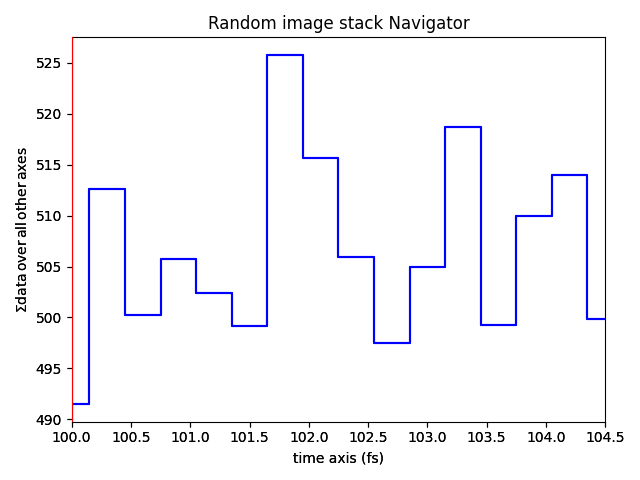 Random image stack Navigator
525
520
515
510
505
500
495
490
Σdata over all other axes
100.0 100.5 101.0 101.5 102.0 102.5 103.0 103.5 104.0 104.5
time axis (fs)